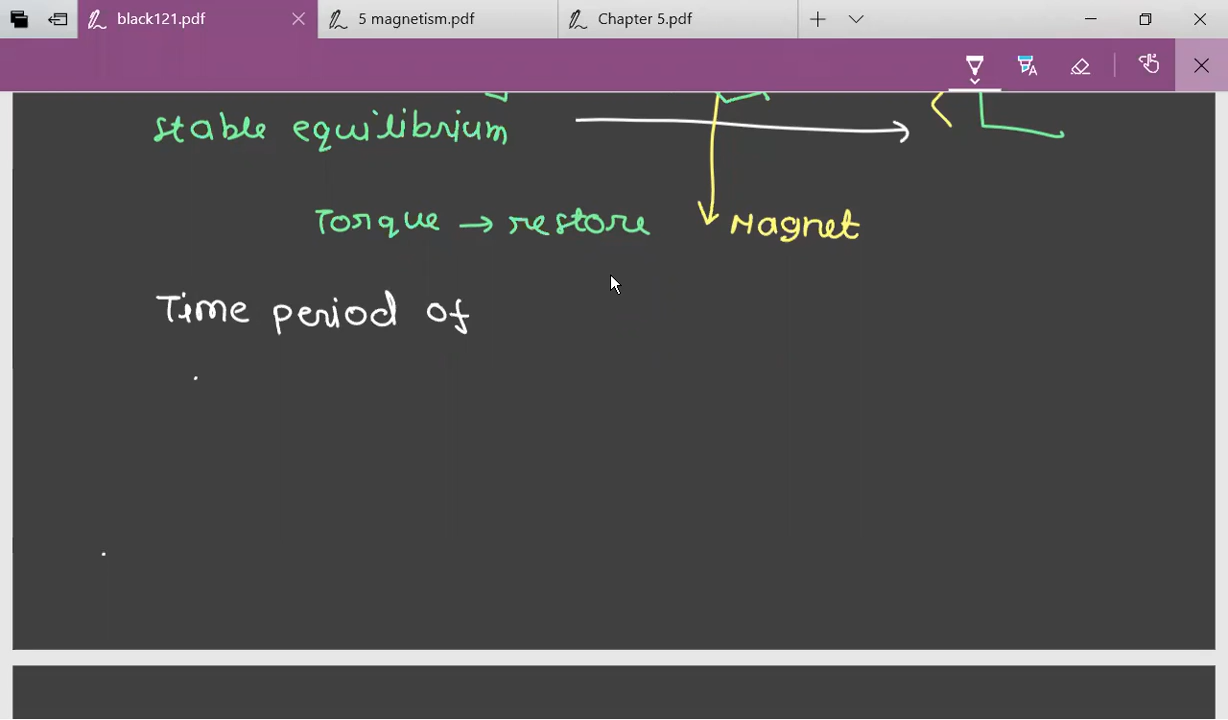 black121.pdf
5 magnetism.pdf
Chapter 5.pdf
stable equilibrium
Torque → restore
Magnet
Time period of